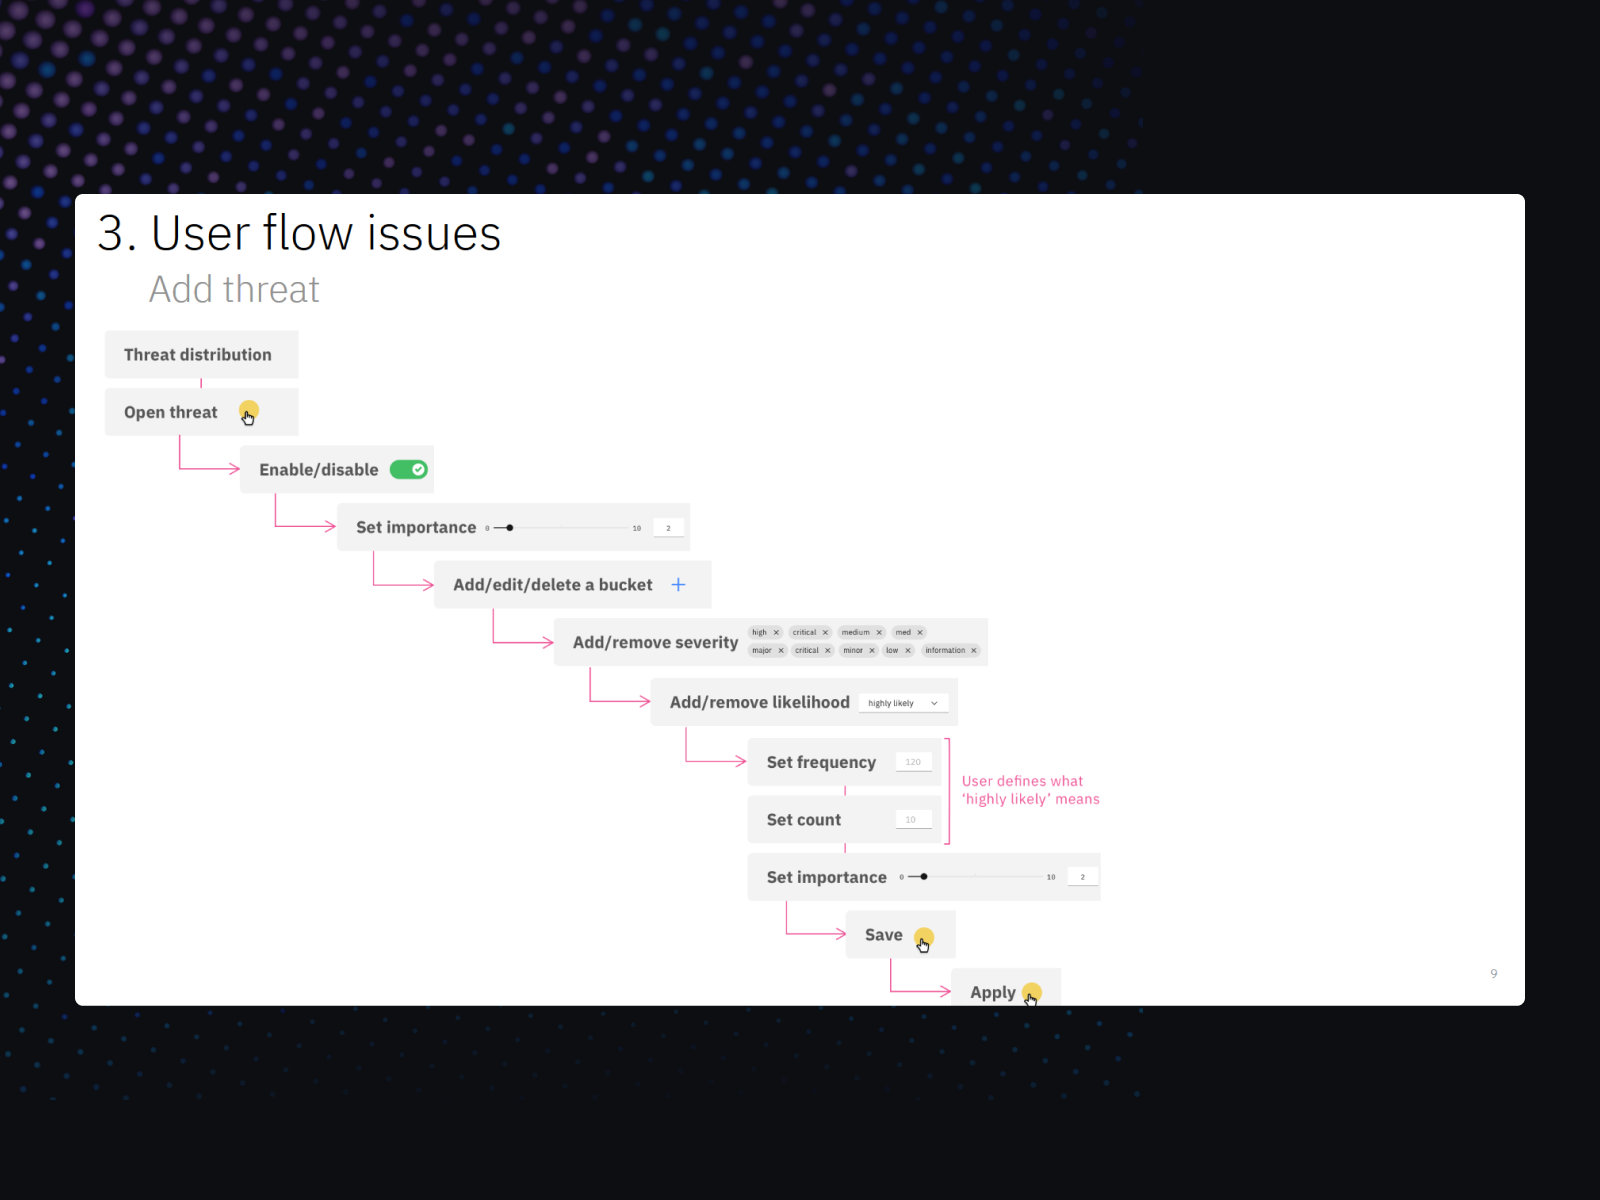 3. User flow issues
Add threat
Threat distribution
Open threat
Enable/disable
Set importance 0 10 2
Add/edit/delete a bucket +
Add/remove severity
high × critical × medium × med ×
major × critical × minor × low × information ×
Add/remove likelihood highly likely
Set frequency 120
User defines what
‘highly likely’ means
Set count 10
Set importance 0 10 2
Save
Apply
9